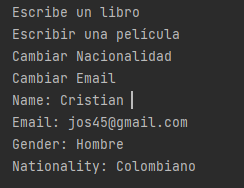 Escribe un libro
Escribir una película
Cambiar Nacionalidad
Cambiar Email
Name: Cristian
Email: jos45@gmail.com
Gender: Hombre
Nationality: Colombiano